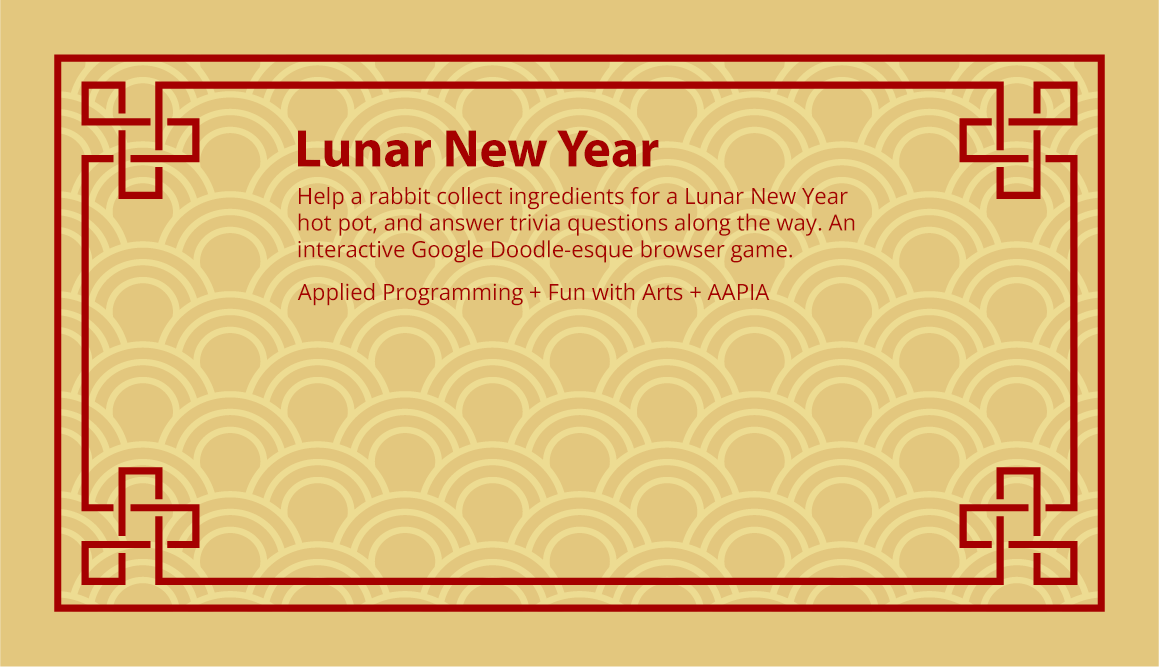 Lunar New Year
Help a rabbit collect ingredients for a Lunar New Year
hot pot, and answer trivia questions along the way. An
interactive Google Doodle-esque browser game.
Applied Programming + Fun with Arts + AAPIA